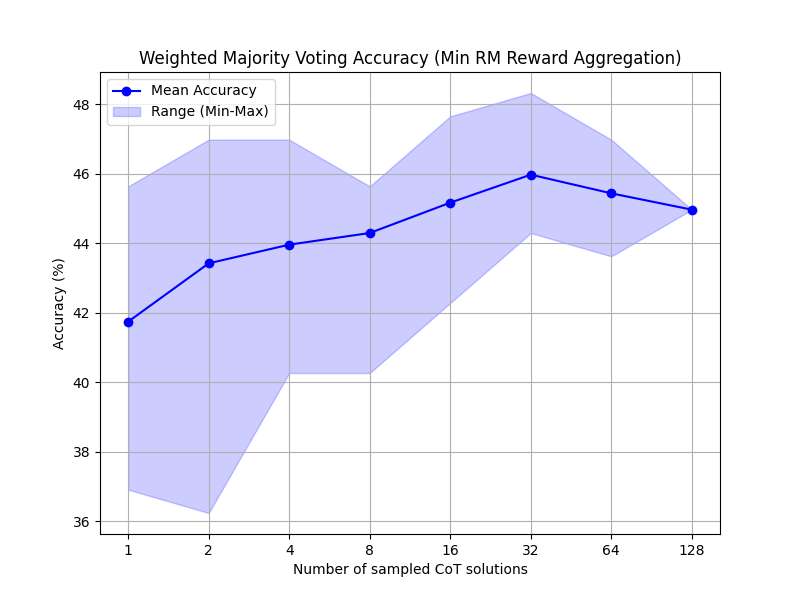 Weighted Majority Voting Accuracy (Min RM Reward Aggregation)
Mean Accuracy
Range (Min-Max)
48
46
44
42
40
38
36
Accuracy (%)
1 2 4 8 16 32 64 128
Number of sampled CoT solutions